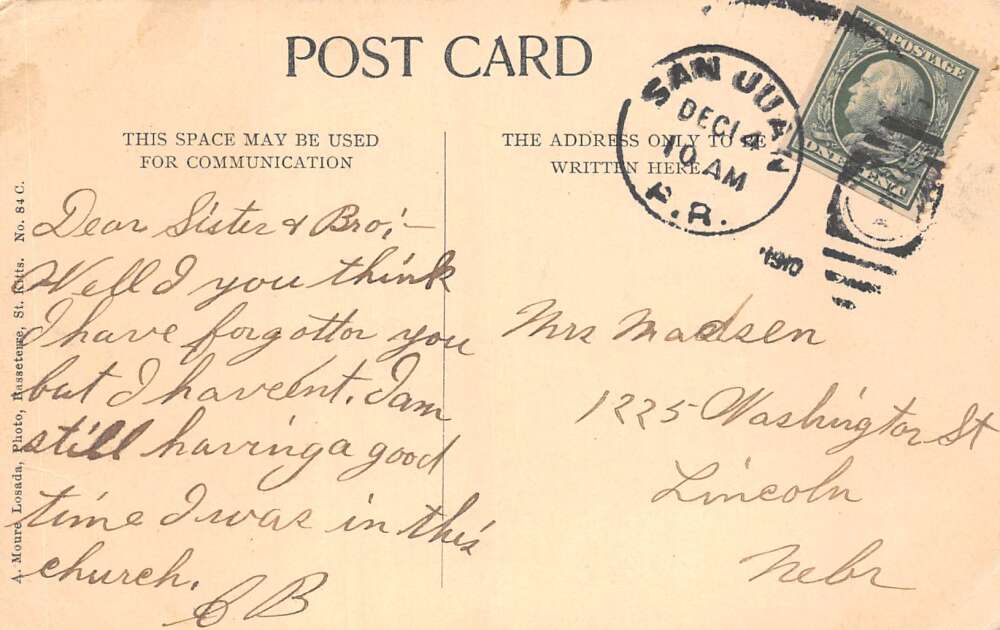 POST CARD
THIS SPACE MAY BE USED
FOR COMMUNICATION
THE ADDRESS ONLY TO BE
WRITTEN HERE
SAN JUAN
DEC 14
10 AM
P.R.
1910
U.S. POSTAGE
ONE CENT
Dear Sister & Bro;—
Well I you think
I have forgotton you
but I havent. I am
still having a good
time I was in this
church.
C B
Mrs Madsen
1225 Washington St
Lincoln
Nebr
A. Moure Losada, Photo, Basseterre, St. Kitts. No. 84 C.